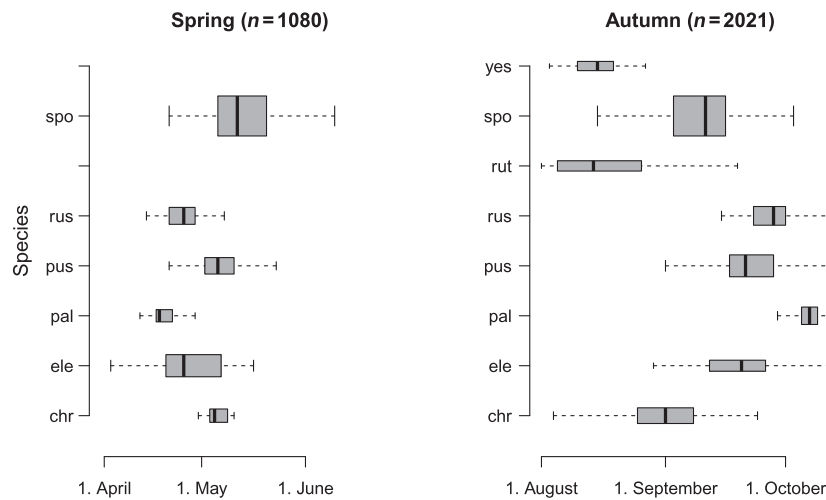 Spring (n = 1080)
Autumn (n = 2021)
Species
spo
rus
pus
pal
ele
chr
1. April
1. May
1. June
yes
spo
rut
rus
pus
pal
ele
chr
1. August
1. September
1. October